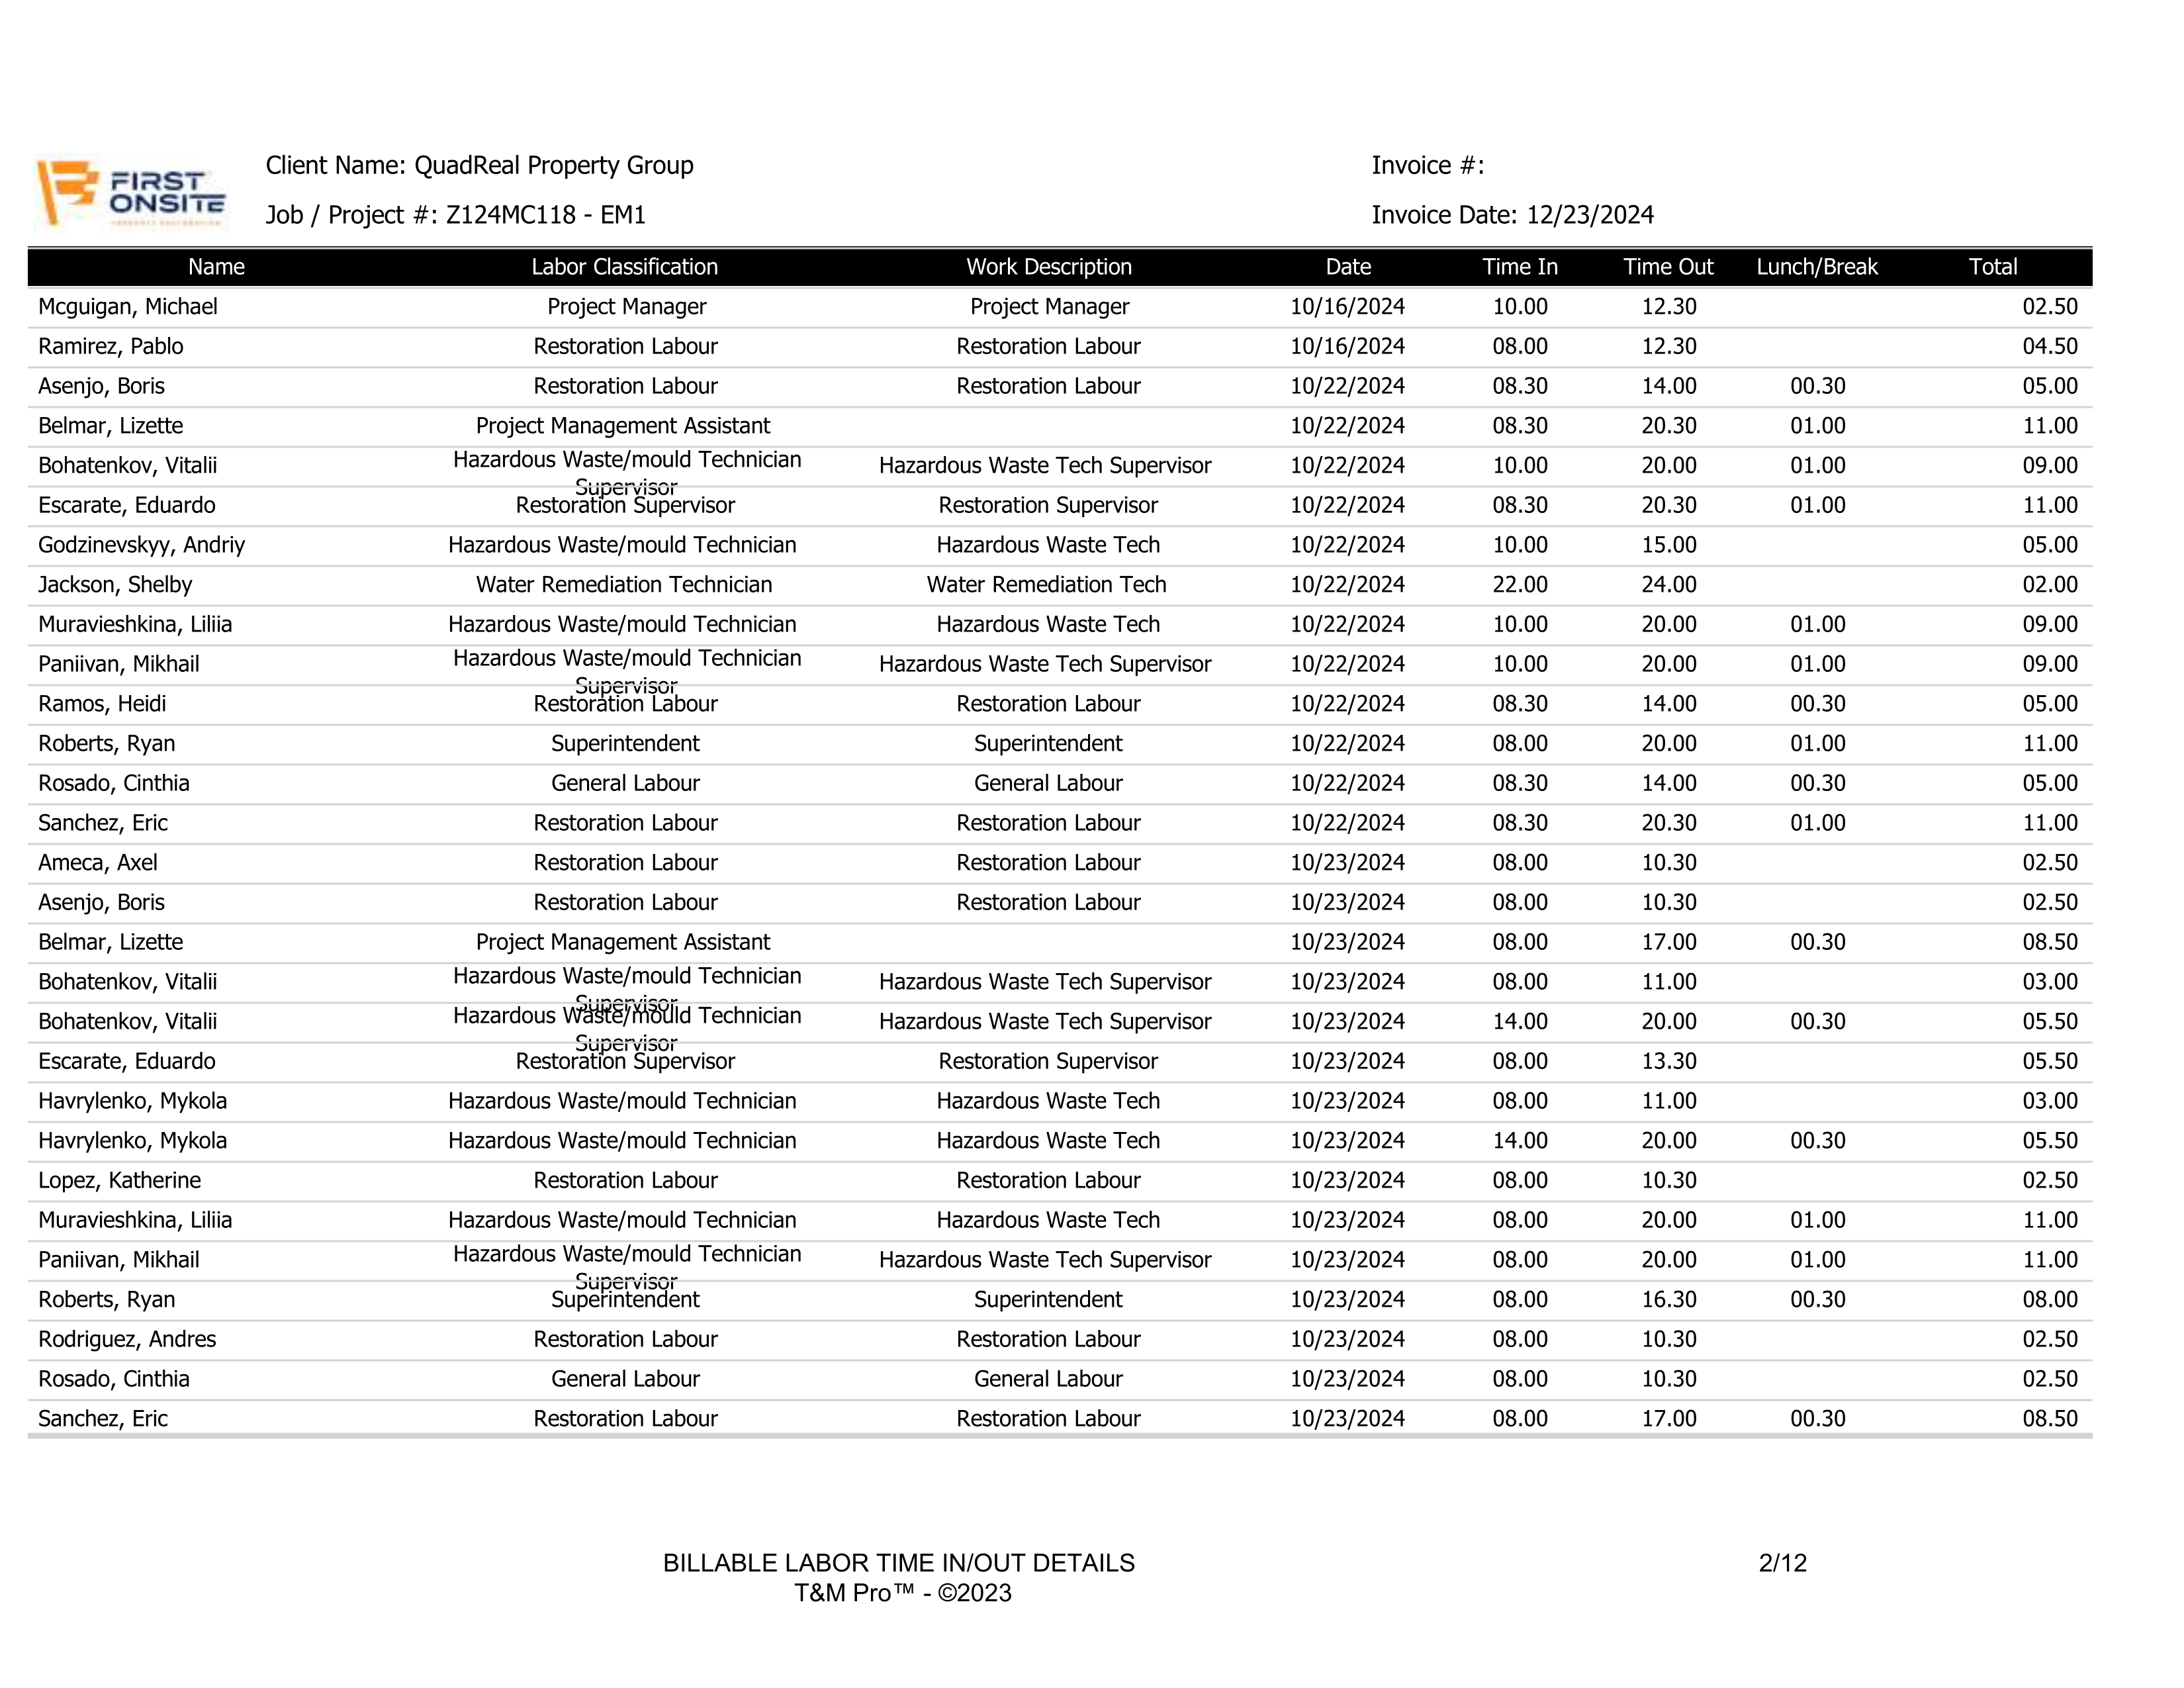 FIRST
ONSITE
Client Name: QuadReal Property Group
Invoice #:
Job / Project #: Z124MC118 - EM1
Invoice Date: 12/23/2024
Name Labor Classification Work Description Date Time In Time Out Lunch/Break Total
Mcguigan, Michael Project Manager Project Manager 10/16/2024 10.00 12.30 02.50
Ramirez, Pablo Restoration Labour Restoration Labour 10/16/2024 08.00 12.30 04.50
Asenjo, Boris Restoration Labour Restoration Labour 10/22/2024 08.30 14.00 00.30 05.00
Belmar, Lizette Project Management Assistant 10/22/2024 08.30 20.30 01.00 11.00
Bohatenkov, Vitalii Hazardous Waste/mould Technician Hazardous Waste Tech Supervisor 10/22/2024 10.00 20.00 01.00 09.00
Supervisor
Escarate, Eduardo Restoration Supervisor Restoration Supervisor 10/22/2024 08.30 20.30 01.00 11.00
Godzinevskyy, Andriy Hazardous Waste/mould Technician Hazardous Waste Tech 10/22/2024 10.00 15.00 05.00
Jackson, Shelby Water Remediation Technician Water Remediation Tech 10/22/2024 22.00 24.00 02.00
Muravieshkina, Liliia Hazardous Waste/mould Technician Hazardous Waste Tech 10/22/2024 10.00 20.00 01.00 09.00
Paniivan, Mikhail Hazardous Waste/mould Technician Hazardous Waste Tech Supervisor 10/22/2024 10.00 20.00 01.00 09.00
Supervisor
Ramos, Heidi Restoration Labour Restoration Labour 10/22/2024 08.30 14.00 00.30 05.00
Roberts, Ryan Superintendent Superintendent 10/22/2024 08.00 20.00 01.00 11.00
Rosado, Cinthia General Labour General Labour 10/22/2024 08.30 14.00 00.30 05.00
Sanchez, Eric Restoration Labour Restoration Labour 10/22/2024 08.30 20.30 01.00 11.00
Ameca, Axel Restoration Labour Restoration Labour 10/23/2024 08.00 10.30 02.50
Asenjo, Boris Restoration Labour Restoration Labour 10/23/2024 08.00 10.30 02.50
Belmar, Lizette Project Management Assistant 10/23/2024 08.00 17.00 00.30 08.50
Bohatenkov, Vitalii Hazardous Waste/mould Technician Hazardous Waste Tech Supervisor 10/23/2024 08.00 11.00 03.00
Supervisor
Bohatenkov, Vitalii Hazardous Waste/mould Technician Hazardous Waste Tech Supervisor 10/23/2024 14.00 20.00 00.30 05.50
Supervisor
Escarate, Eduardo Restoration Supervisor Restoration Supervisor 10/23/2024 08.00 13.30 05.50
Havrylenko, Mykola Hazardous Waste/mould Technician Hazardous Waste Tech 10/23/2024 08.00 11.00 03.00
Havrylenko, Mykola Hazardous Waste/mould Technician Hazardous Waste Tech 10/23/2024 14.00 20.00 00.30 05.50
Lopez, Katherine Restoration Labour Restoration Labour 10/23/2024 08.00 10.30 02.50
Muravieshkina, Liliia Hazardous Waste/mould Technician Hazardous Waste Tech 10/23/2024 08.00 20.00 01.00 11.00
Paniivan, Mikhail Hazardous Waste/mould Technician Hazardous Waste Tech Supervisor 10/23/2024 08.00 20.00 01.00 11.00
Supervisor
Roberts, Ryan Superintendent Superintendent 10/23/2024 08.00 16.30 00.30 08.00
Rodriguez, Andres Restoration Labour Restoration Labour 10/23/2024 08.00 10.30 02.50
Rosado, Cinthia General Labour General Labour 10/23/2024 08.00 10.30 02.50
Sanchez, Eric Restoration Labour Restoration Labour 10/23/2024 08.00 17.00 00.30 08.50
BILLABLE LABOR TIME IN/OUT DETAILS 2/12
T&M Pro™ - ©2023